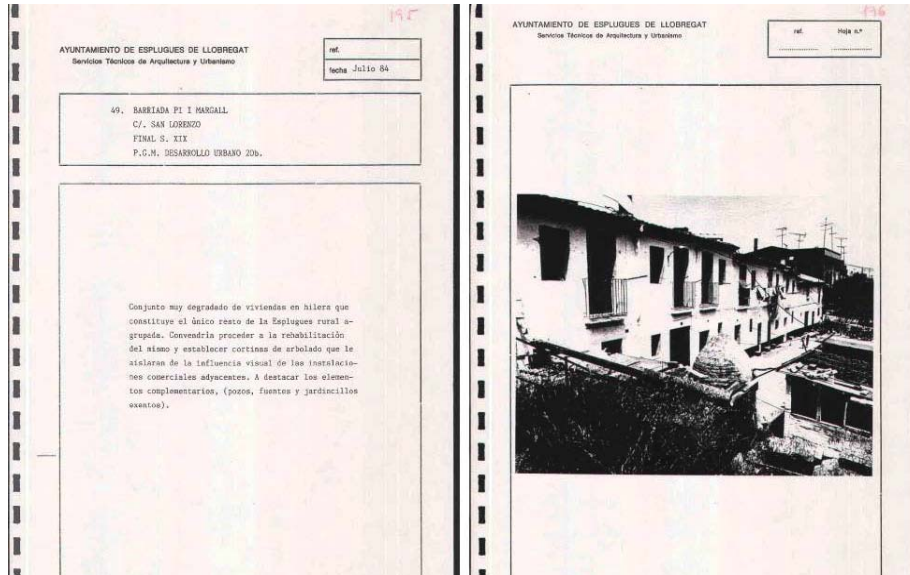 195
AYUNTAMIENTO DE ESPLUGUES DE LLOBREGAT
Servicios Técnicos de Arquitectura y Urbanismo
ref.
fecha Julio 84
49. BARRIADA PI I MARGALL
C/. SAN LORENZO
FINAL S. XIX
P.G.M. DESARROLLO URBANO 20b.
Conjunto muy degradado de viviendas en hilera que
constituye el único resto de la Esplugues rural a-
grupada. Convendria proceder a la rehabilitación
del mismo y establecer cortinas de arbolado que le
aislaran de la influencia visual de las instalacio-
nes comerciales adyacentes. A destacar los elemen-
tos complementarios, (pozos, fuentes y jardincillos
exentos).
196
AYUNTAMIENTO DE ESPLUGUES DE LLOBREGAT
Servicios Técnicos de Arquitectura y Urbanismo
ref. Hoja n.º